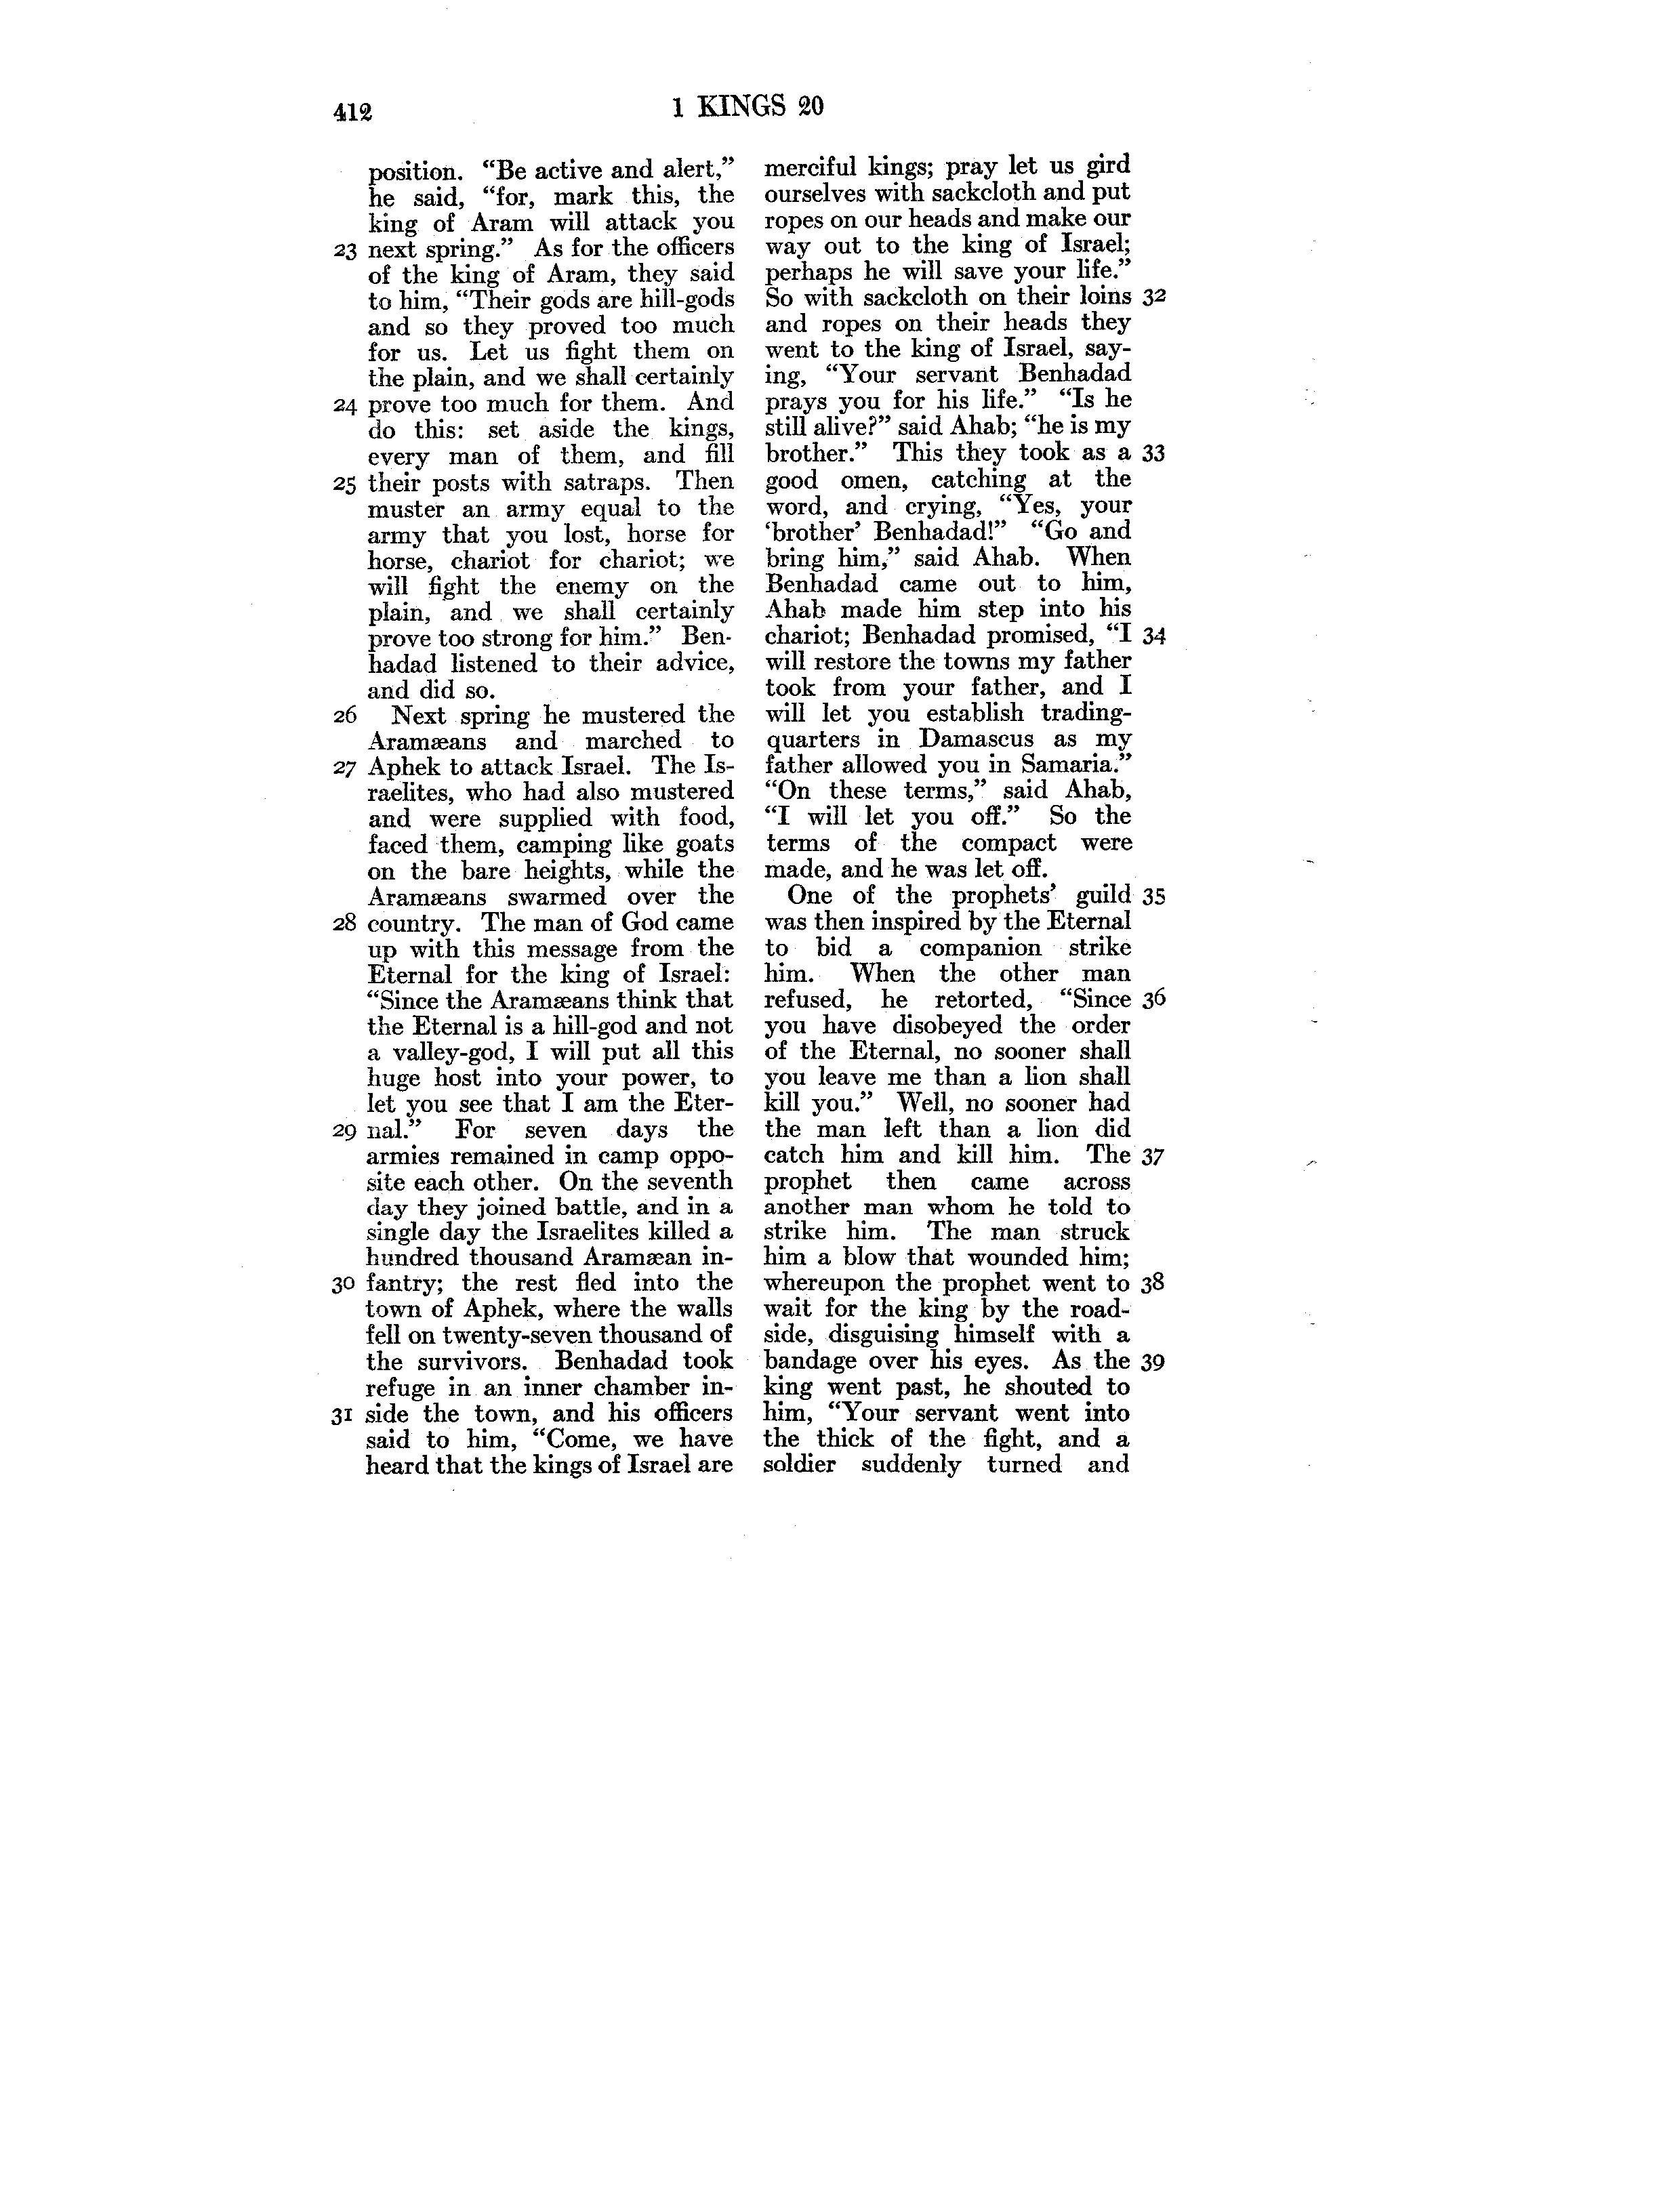 412
1 KINGS 20
position. “Be active and alert,”
he said, “for, mark this, the
king of Aram will attack you
23 next spring.” As for the officers
of the king of Aram, they said
to him, “Their gods are hill-gods
and so they proved too much
for us. Let us fight them on
the plain, and we shall certainly
24 prove too much for them. And
do this: set aside the kings,
every man of them, and fill
25 their posts with satraps. Then
muster an army equal to the
army that you lost, horse for
horse, chariot for chariot; we
will fight the enemy on the
plain, and we shall certainly
prove too strong for him.” Ben-
hadad listened to their advice,
and did so.
26 Next spring he mustered the
Aramæans and marched to
27 Aphek to attack Israel. The Is-
raelites, who had also mustered
and were supplied with food,
faced them, camping like goats
on the bare heights, while the
Aramæans swarmed over the
28 country. The man of God came
up with this message from the
Eternal for the king of Israel:
“Since the Aramæans think that
the Eternal is a hill-god and not
a valley-god, I will put all this
huge host into your power, to
let you see that I am the Eter-
29 nal.” For seven days the
armies remained in camp oppo-
site each other. On the seventh
day they joined battle, and in a
single day the Israelites killed a
hundred thousand Aramæan in-
30 fantry; the rest fled into the
town of Aphek, where the walls
fell on twenty-seven thousand of
the survivors. Benhadad took
refuge in an inner chamber in-
31 side the town, and his officers
said to him, “Come, we have
heard that the kings of Israel are
merciful kings; pray let us gird
ourselves with sackcloth and put
ropes on our heads and make our
way out to the king of Israel;
perhaps he will save your life.”
So with sackcloth on their loins 32
and ropes on their heads they
went to the king of Israel, say-
ing, “Your servant Benhadad
prays you for his life.” “Is he
still alive?” said Ahab; “he is my
brother.” This they took as a 33
good omen, catching at the
word, and crying, “Yes, your
‘brother’ Benhadad!” “Go and
bring him,” said Ahab. When
Benhadad came out to him,
Ahab made him step into his
chariot; Benhadad promised, “I 34
will restore the towns my father
took from your father, and I
will let you establish trading-
quarters in Damascus as my
father allowed you in Samaria.”
“On these terms,” said Ahab,
“I will let you off.” So the
terms of the compact were
made, and he was let off.
One of the prophets’ guild 35
was then inspired by the Eternal
to bid a companion strike
him. When the other man
refused, he retorted, “Since 36
you have disobeyed the order
of the Eternal, no sooner shall
you leave me than a lion shall
kill you.” Well, no sooner had
the man left than a lion did
catch him and kill him. The 37
prophet then came across
another man whom he told to
strike him. The man struck
him a blow that wounded him;
whereupon the prophet went to 38
wait for the king by the road-
side, disguising himself with a
bandage over his eyes. As the 39
king went past, he shouted to
him, “Your servant went into
the thick of the fight, and a
soldier suddenly turned and